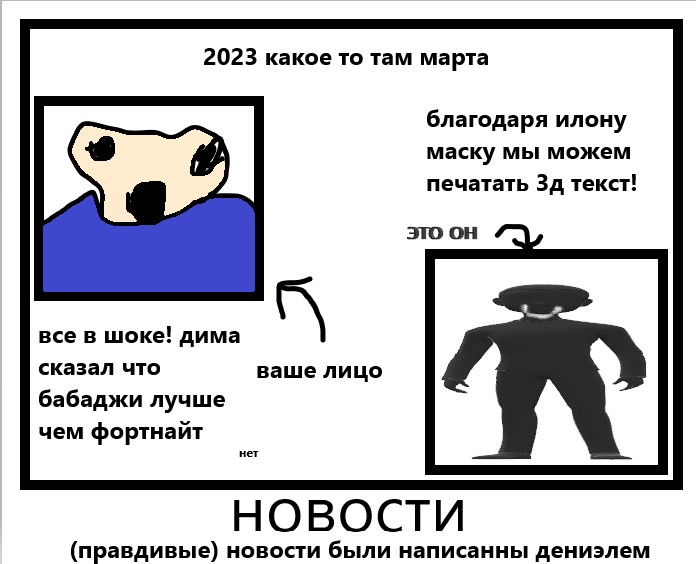 2023 какое то там марта
благодаря илону
маску мы можем
печатать 3д текст!
ЭТО ОН
все в шоке! дима
сказал что
бабаджи лучше
чем фортнайт
ваше лицо
нет
НОВОСТИ
(правдивые) новости были написанны дениэлем